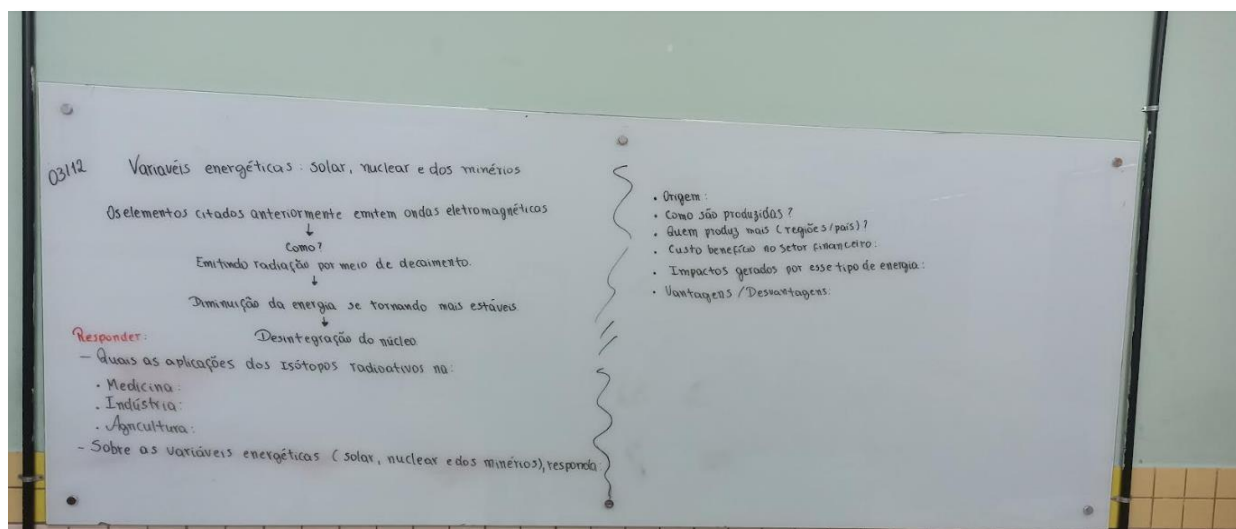 03/12 Variavéis energéticas: solar, nuclear e dos minérios
Os elementos citados anteriormente emitem ondas eletromagnéticas
↓
Como?
Emitindo radiação por meio de decaimento.
↓
Diminuição da energia se tornando mais estáveis
↓
Desintegração do núcleo
Responder:
- Quais as aplicações dos Isótopos radioativos na:
• Medicina:
• Indústria:
• Agricultura:
- Sobre as variáveis energéticas (solar, nuclear e dos minérios), responda
• Origem:
• Como são produzidas?
• Quem produz mais (regiões/país)?
• Custo benefício no setor financeiro:
• Impactos gerados por esse tipo de energia:
• Vantagens / Desvantagens: